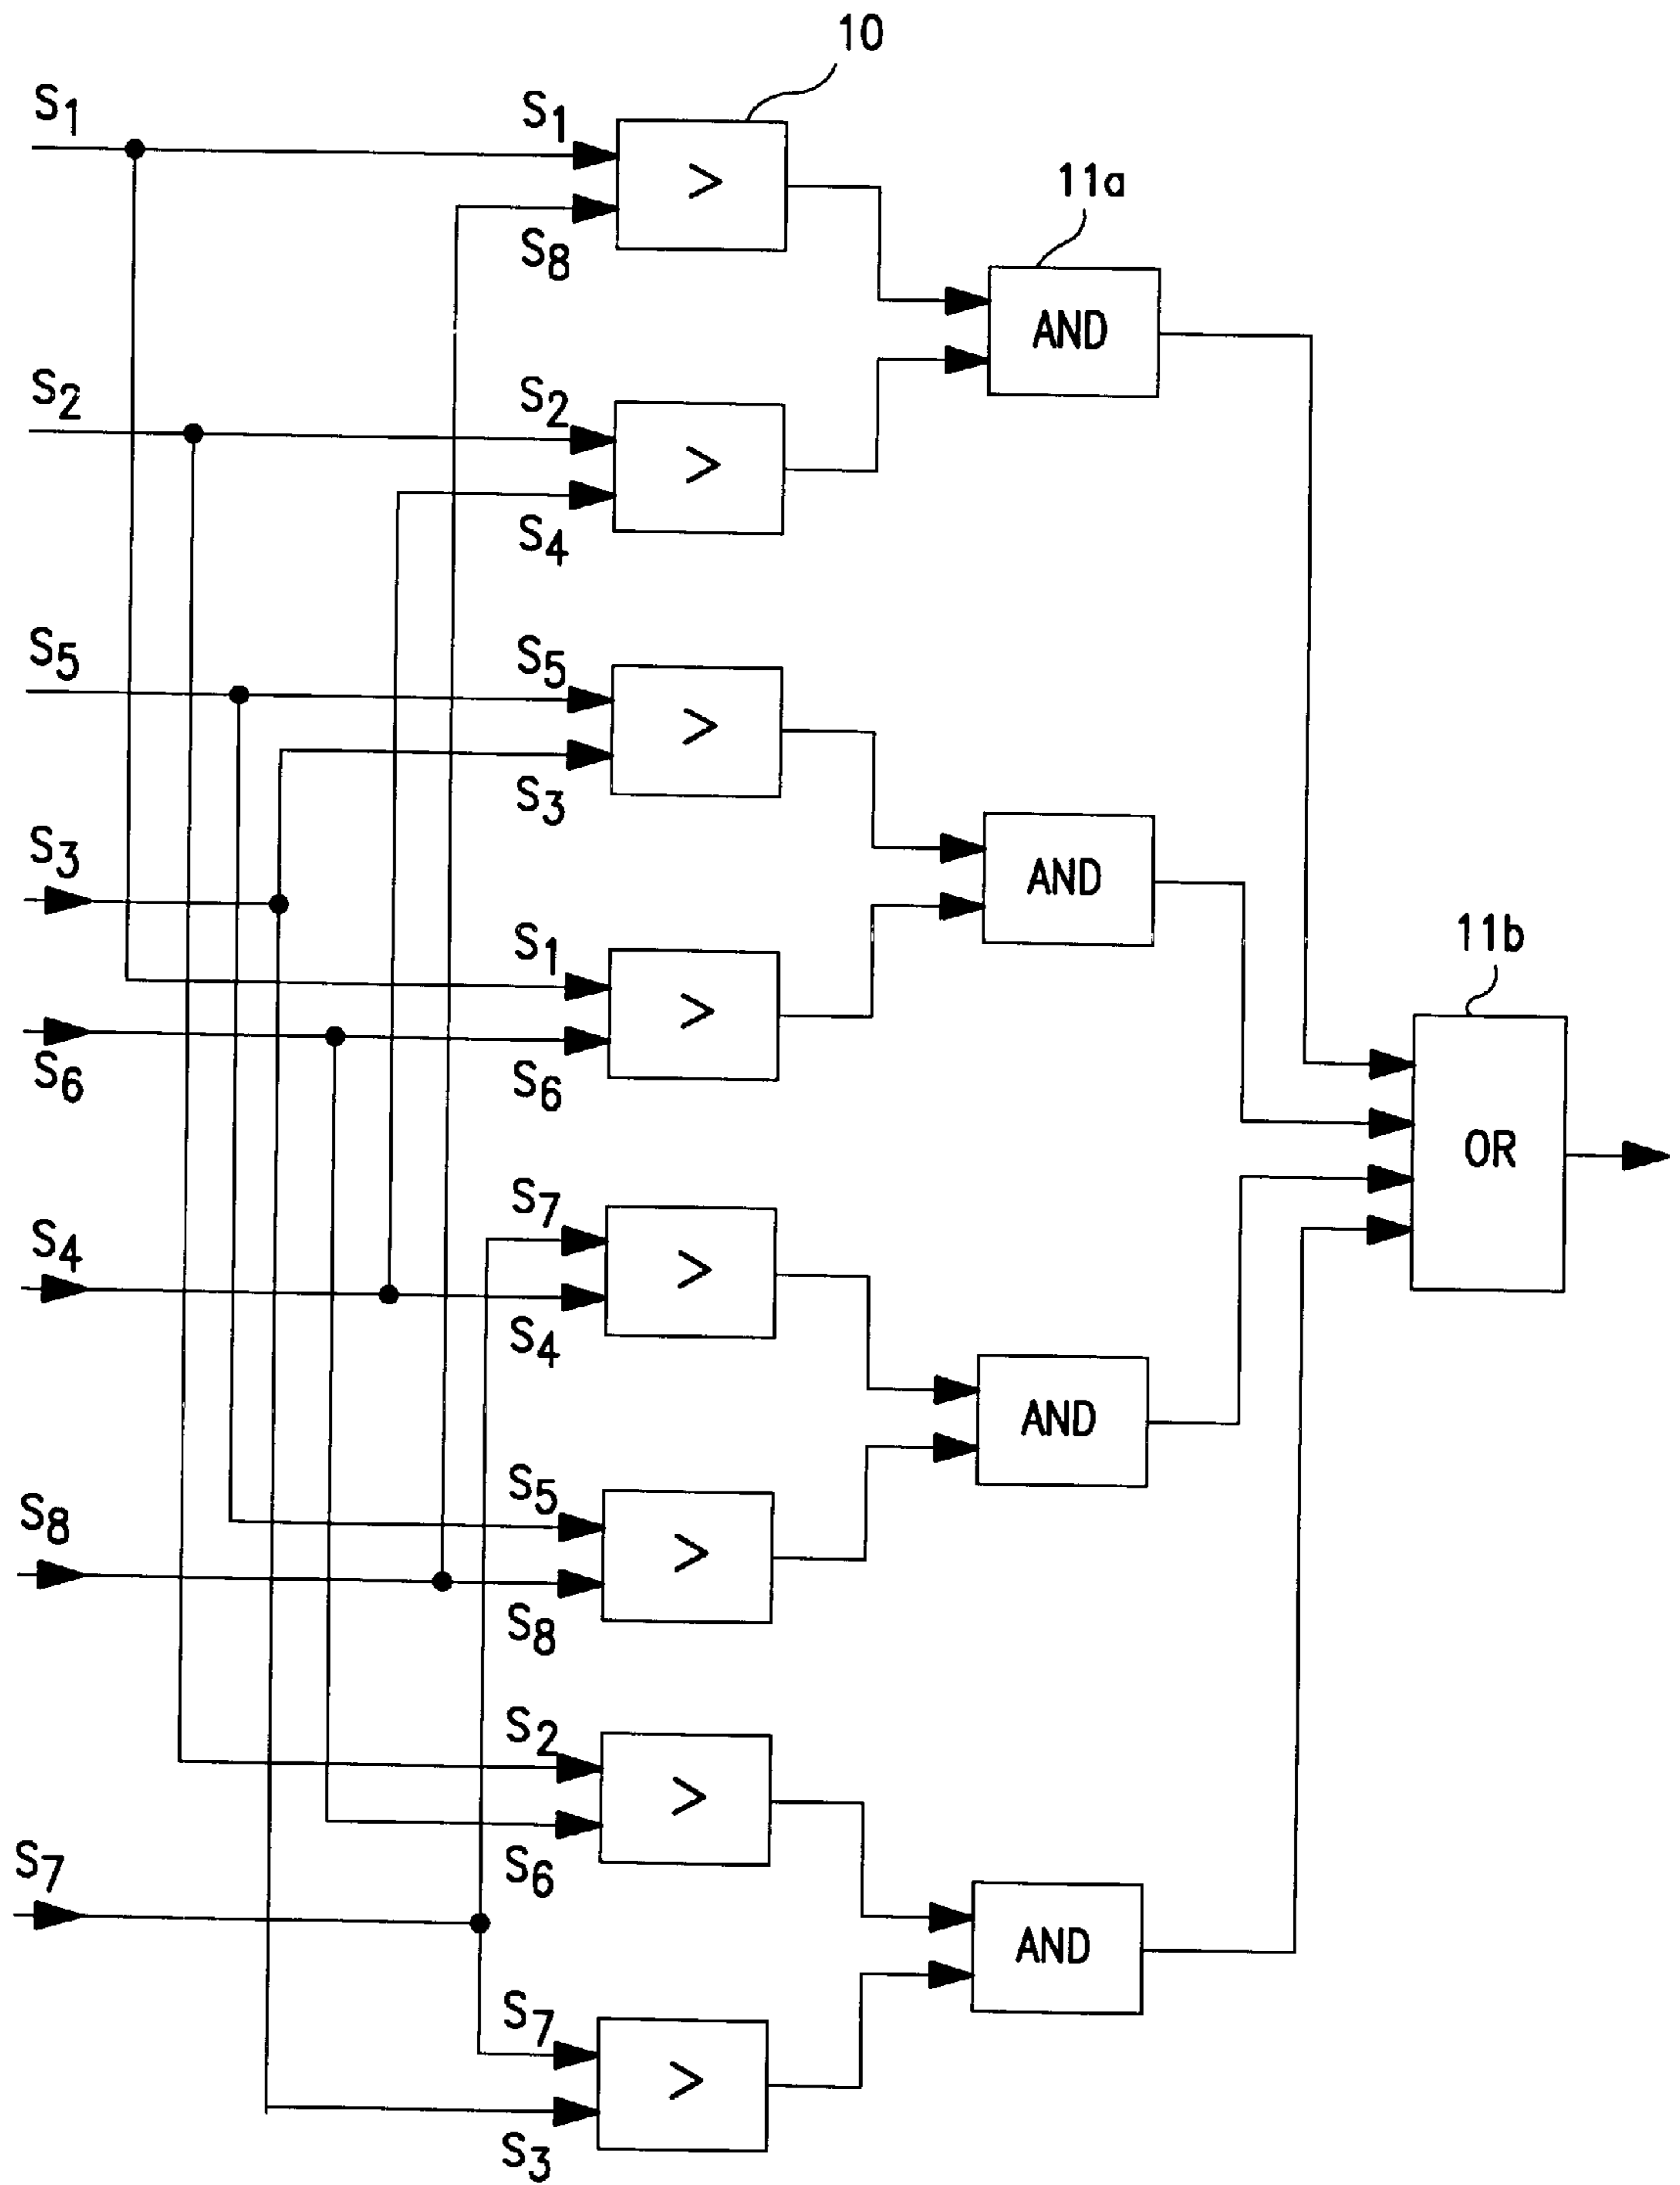 10
S1
S1
>
11a
S8
AND
S2
S2
>
S4
S5
S5
>
S3
S3
AND
11b
S1
>
S6
S6
OR
S7
S4
>
S4
AND
S5
S8
>
S8
S2
>
S7
S6
AND
S7
>
S3